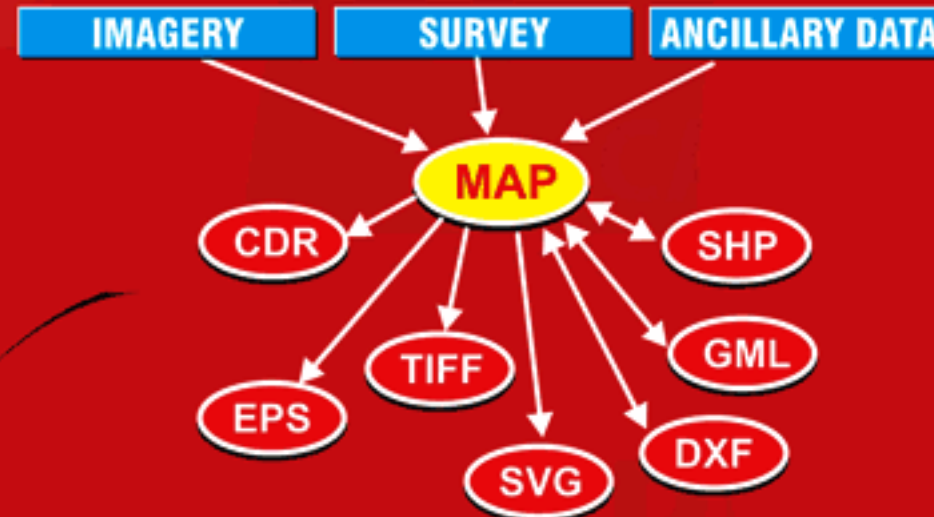 IMAGERY
SURVEY
ANCILLARY DATA
MAP
CDR
SHP
TIFF
GML
EPS
DXF
SVG